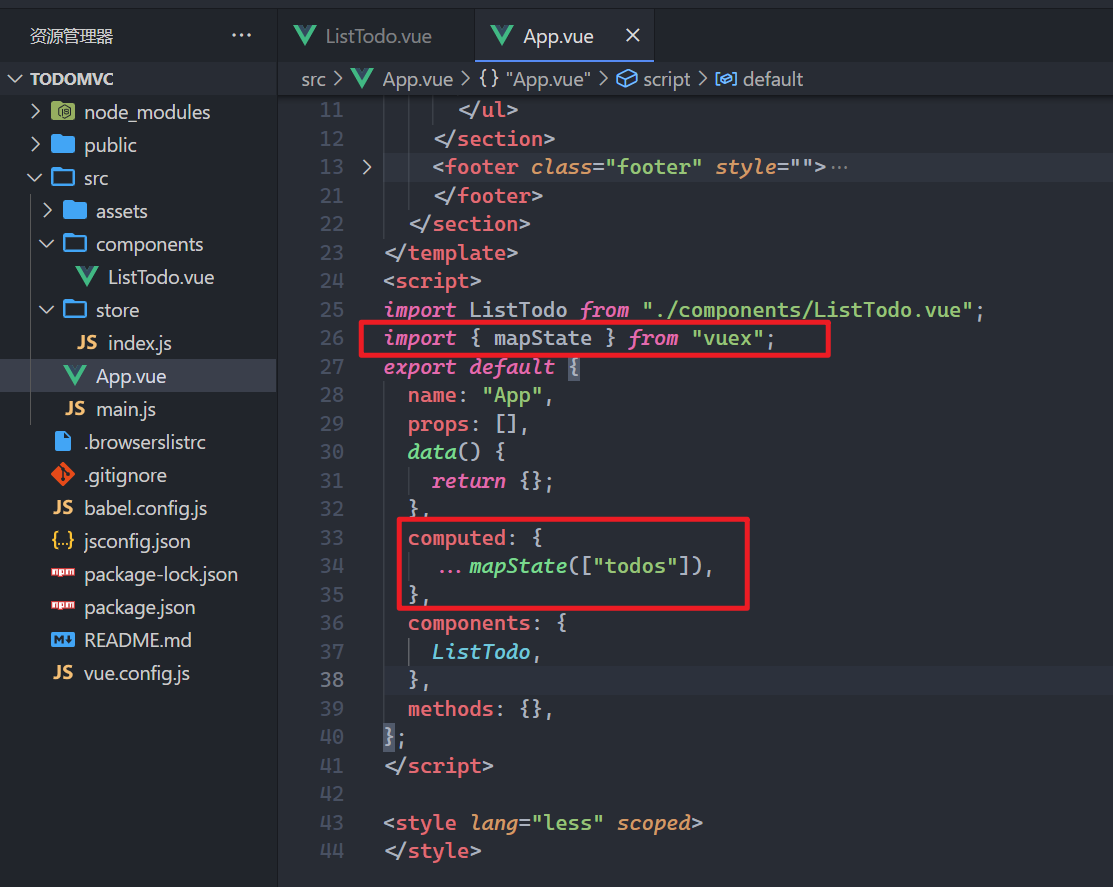 资源管理器 ...
TODOMVC
node_modules
public
src
assets
components
ListTodo.vue
store
JS index.js
App.vue
JS main.js
.browserslistrc
.gitignore
JS babel.config.js
{..} jsconfig.json
npm package-lock.json
npm package.json
M↓ README.md
JS vue.config.js
ListTodo.vue App.vue ×
src > App.vue > {} "App.vue" > script > default
11 </ul>
12 </section>
13 > <footer class="footer" style="">...
21 </footer>
22 </section>
23 </template>
24 <script>
25 import ListTodo from "./components/ListTodo.vue";
26 import { mapState } from "vuex";
27 export default {
28 name: "App",
29 props: [],
30 data() {
31 return {};
32 },
33 computed: {
34 ...mapState(["todos"]),
35 },
36 components: {
37 ListTodo,
38 },
39 methods: {},
40 };
41 </script>
42
43 <style lang="less" scoped>
44 </style>